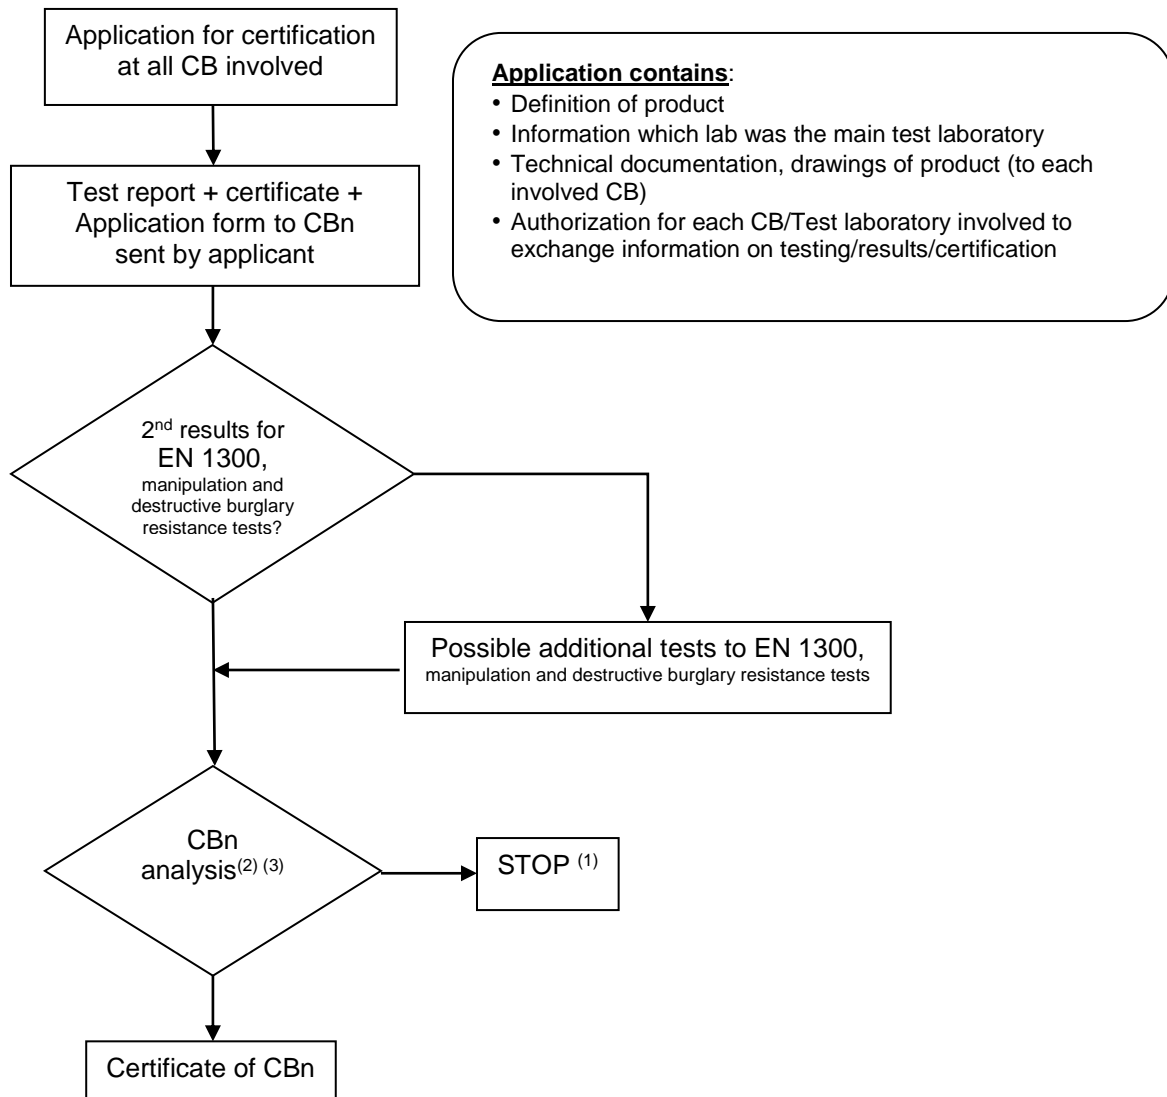 Application for certification
at all CB involved
Application contains:
• Definition of product
• Information which lab was the main test laboratory
• Technical documentation, drawings of product (to each
involved CB)
• Authorization for each CB/Test laboratory involved to
exchange information on testing/results/certification
Test report + certificate +
Application form to CBn
sent by applicant
2nd results for
EN 1300,
manipulation and
destructive burglary
resistance tests?
Possible additional tests to EN 1300,
manipulation and destructive burglary resistance tests
CBn
analysis(2) (3)
STOP (1)
Certificate of CBn